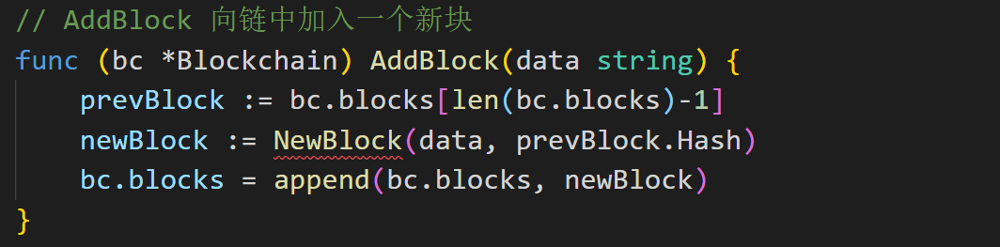 // AddBlock 向链中加入一个新块
func (bc *Blockchain) AddBlock(data string) {
    prevBlock := bc.blocks[len(bc.blocks)-1]
    newBlock := NewBlock(data, prevBlock.Hash)
    bc.blocks = append(bc.blocks, newBlock)
}